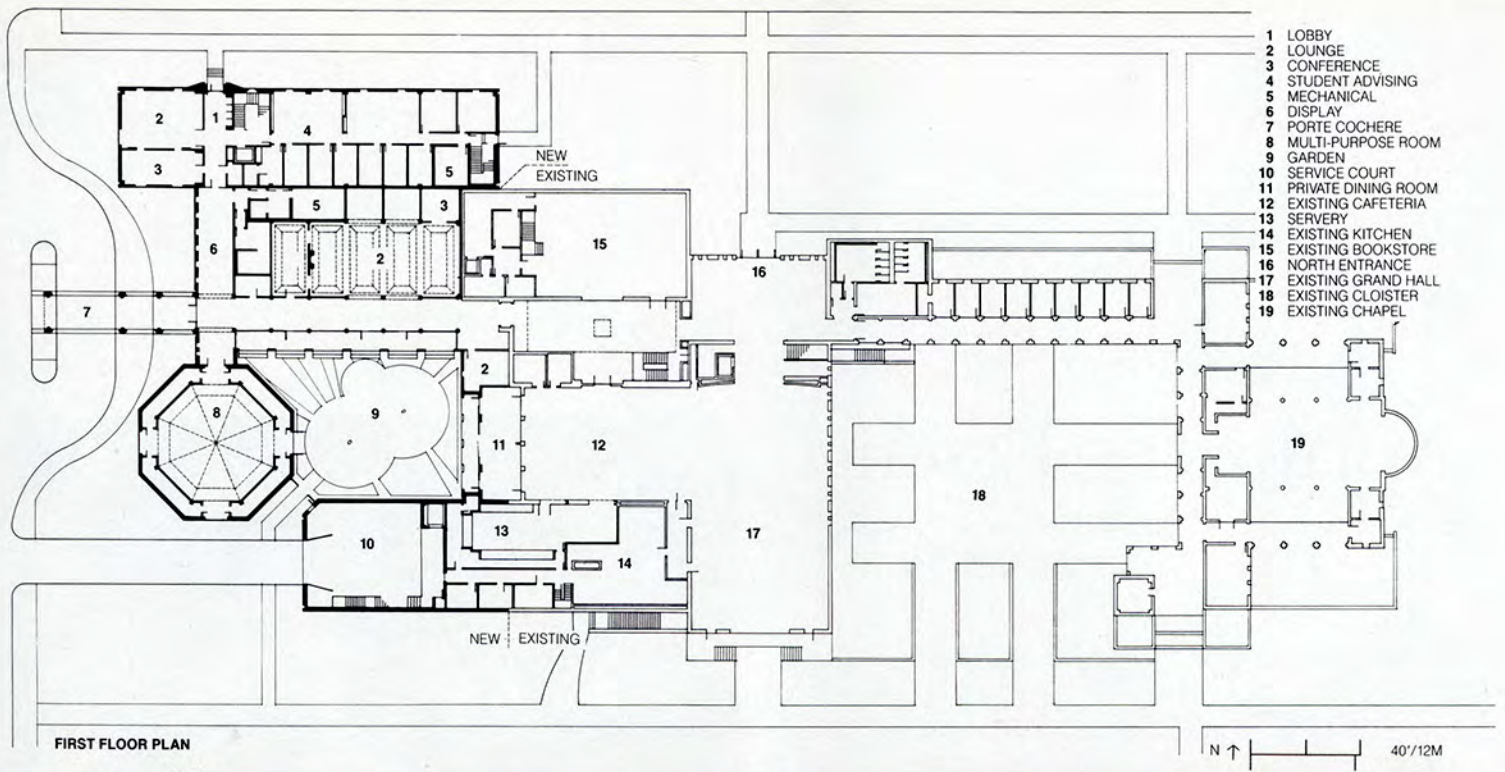 1 LOBBY
2 LOUNGE
3 CONFERENCE
4 STUDENT ADVISING
5 MECHANICAL
6 DISPLAY
7 PORTE COCHERE
8 MULTI-PURPOSE ROOM
9 GARDEN
10 SERVICE COURT
11 PRIVATE DINING ROOM
12 EXISTING CAFETERIA
13 SERVERY
14 EXISTING KITCHEN
15 EXISTING BOOKSTORE
16 NORTH ENTRANCE
17 EXISTING GRAND HALL
18 EXISTING CLOISTER
19 EXISTING CHAPEL
2
1
4
3
5
NEW
EXISTING
5
3
6
2
15
16
7
2
8
9
11
12
19
18
10
13
14
17
NEW EXISTING
FIRST FLOOR PLAN
N
40'/12M